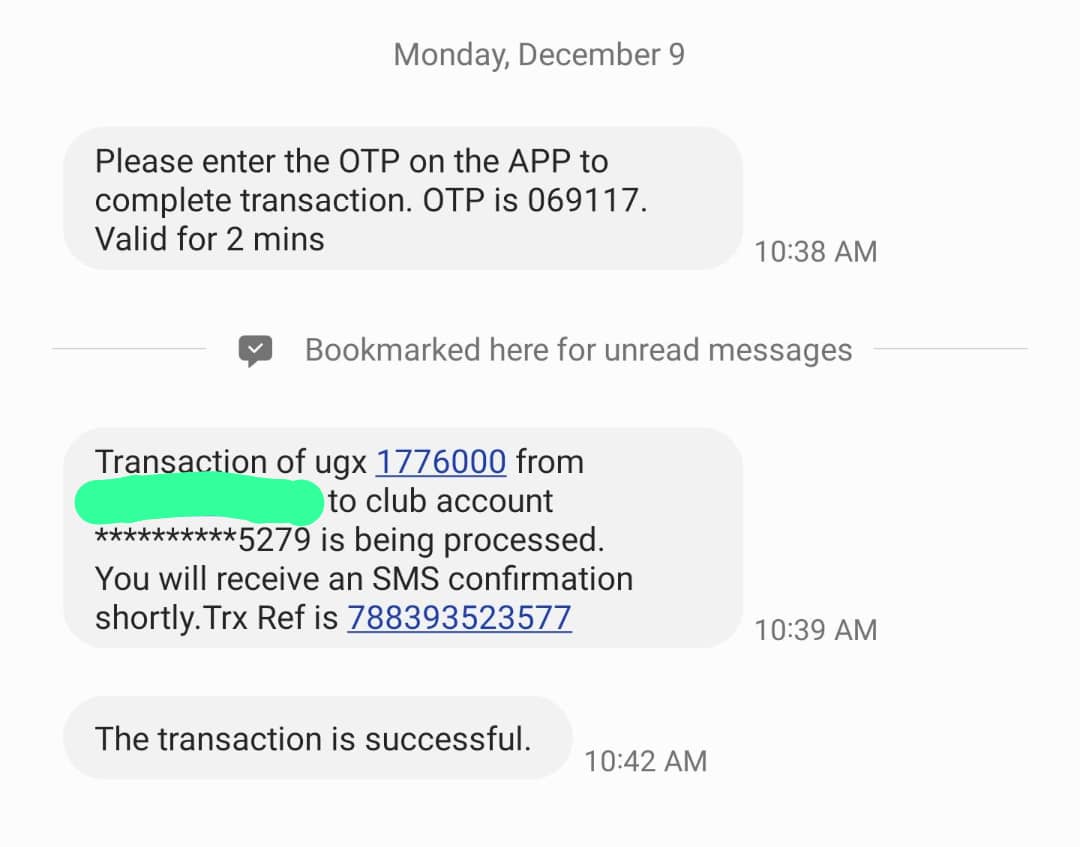 Monday, December 9
Please enter the OTP on the APP to
complete transaction. OTP is 069117.
Valid for 2 mins
10:38 AM
Bookmarked here for unread messages
Transaction of ugx 1776000 from
to club account
**********5279 is being processed.
You will receive an SMS confirmation
shortly.Trx Ref is 788393523577
10:39 AM
The transaction is successful.
10:42 AM